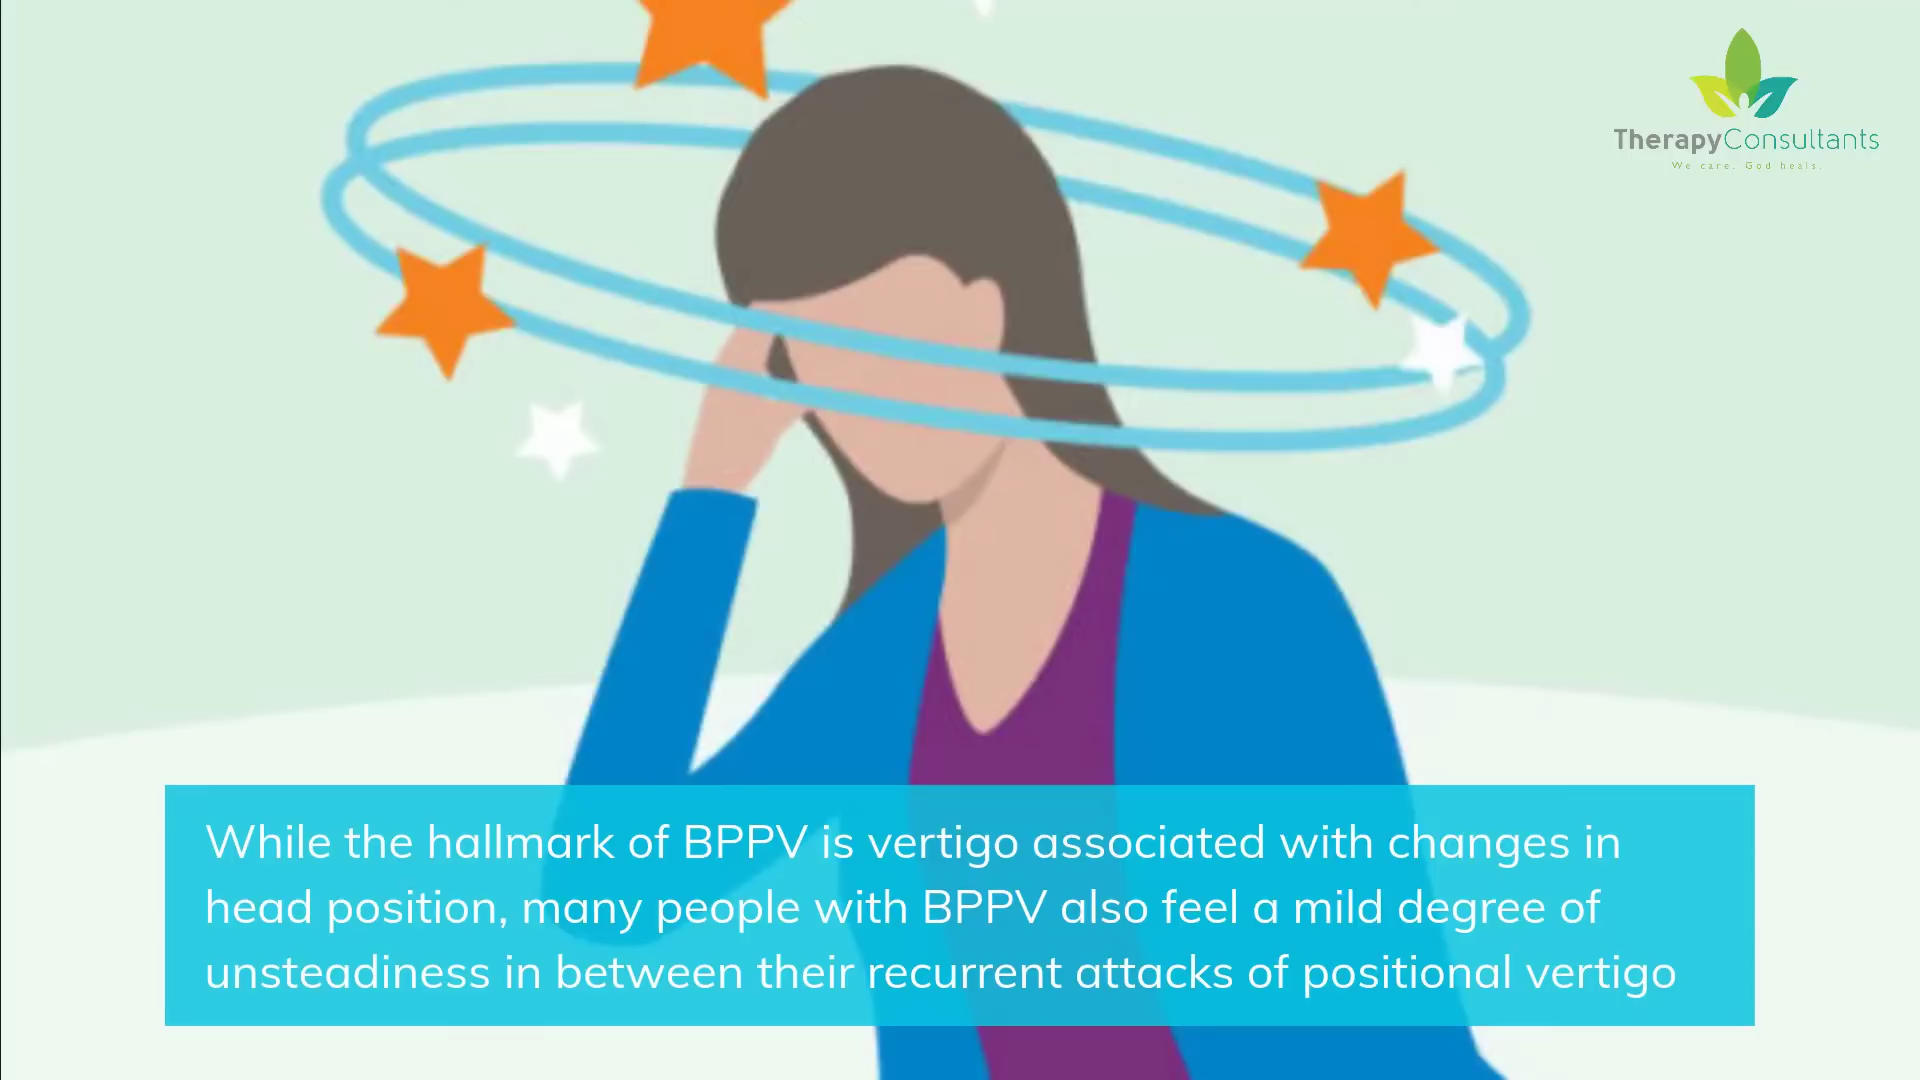 TherapyConsultants
We care. God heals.
While the hallmark of BPPV is vertigo associated with changes in
head position, many people with BPPV also feel a mild degree of
unsteadiness in between their recurrent attacks of positional vertigo